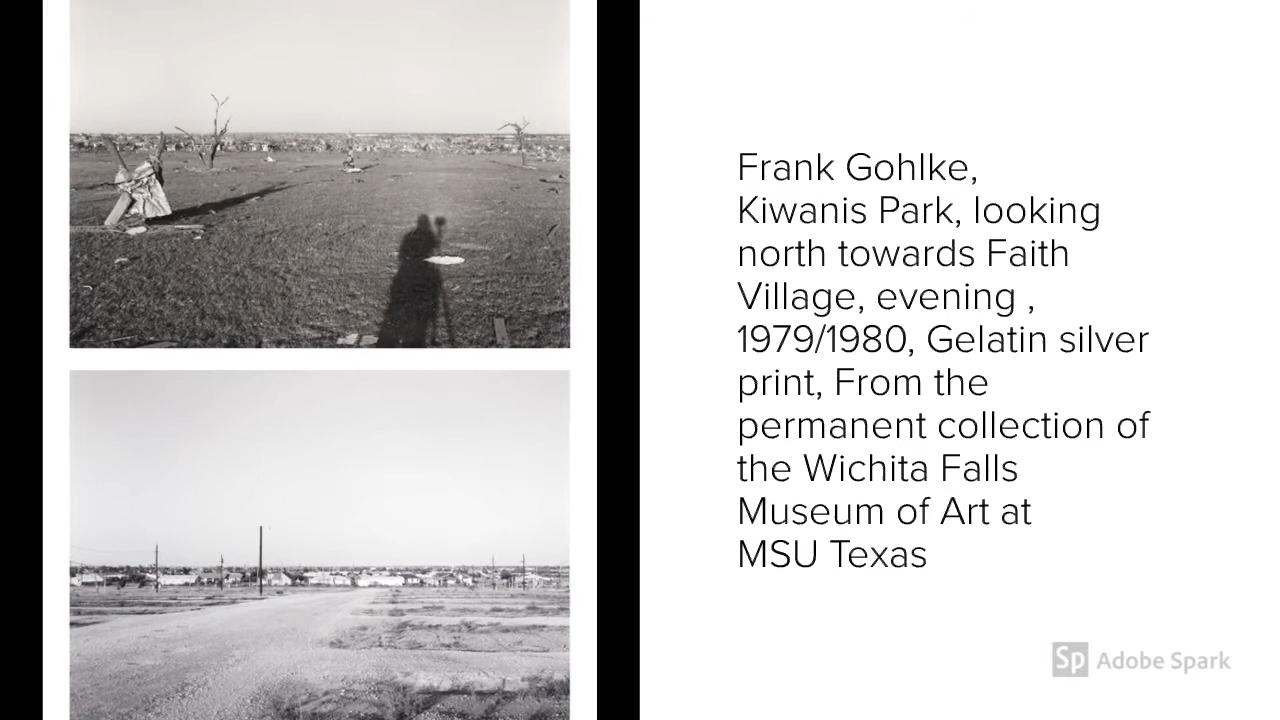 Frank Gohlke,
Kiwanis Park, looking
north towards Faith
Village, evening ,
1979/1980, Gelatin silver
print, From the
permanent collection of
the Wichita Falls
Museum of Art at
MSU Texas
Sp Adobe Spark